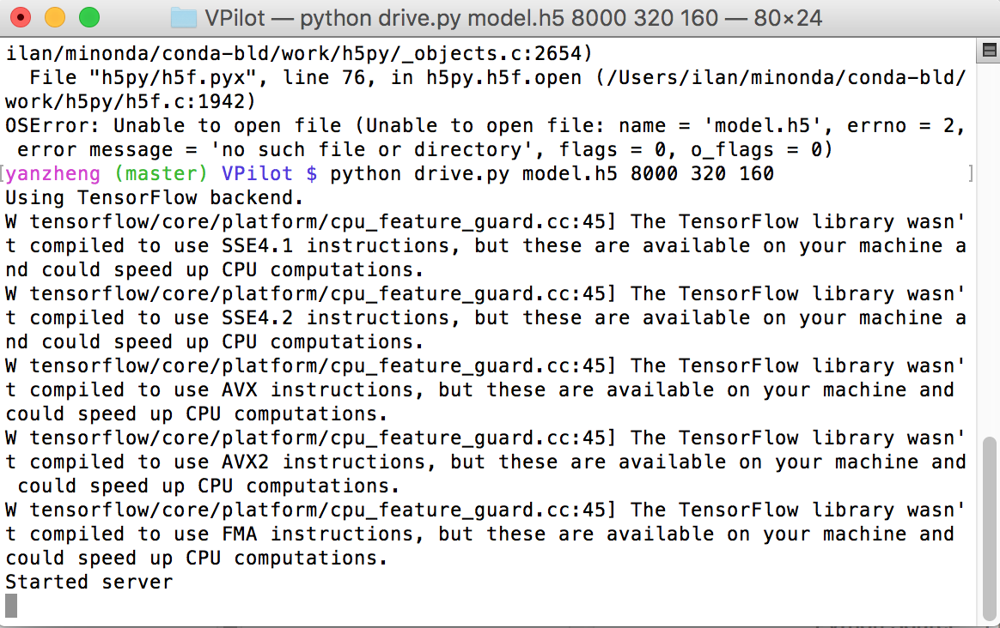 VPilot — python drive.py model.h5 8000 320 160 — 80×24
ilan/minonda/conda-bld/work/h5py/_objects.c:2654)
  File "h5py/h5f.pyx", line 76, in h5py.h5f.open (/Users/ilan/minonda/conda-bld/
work/h5py/h5f.c:1942)
OSError: Unable to open file (Unable to open file: name = 'model.h5', errno = 2,
 error message = 'no such file or directory', flags = 0, o_flags = 0)
[yanzheng (master) VPilot $ python drive.py model.h5 8000 320 160 ]
Using TensorFlow backend.
W tensorflow/core/platform/cpu_feature_guard.cc:45] The TensorFlow library wasn'
t compiled to use SSE4.1 instructions, but these are available on your machine a
nd could speed up CPU computations.
W tensorflow/core/platform/cpu_feature_guard.cc:45] The TensorFlow library wasn'
t compiled to use SSE4.2 instructions, but these are available on your machine a
nd could speed up CPU computations.
W tensorflow/core/platform/cpu_feature_guard.cc:45] The TensorFlow library wasn'
t compiled to use AVX instructions, but these are available on your machine and
could speed up CPU computations.
W tensorflow/core/platform/cpu_feature_guard.cc:45] The TensorFlow library wasn'
t compiled to use AVX2 instructions, but these are available on your machine and
 could speed up CPU computations.
W tensorflow/core/platform/cpu_feature_guard.cc:45] The TensorFlow library wasn'
t compiled to use FMA instructions, but these are available on your machine and
could speed up CPU computations.
Started server